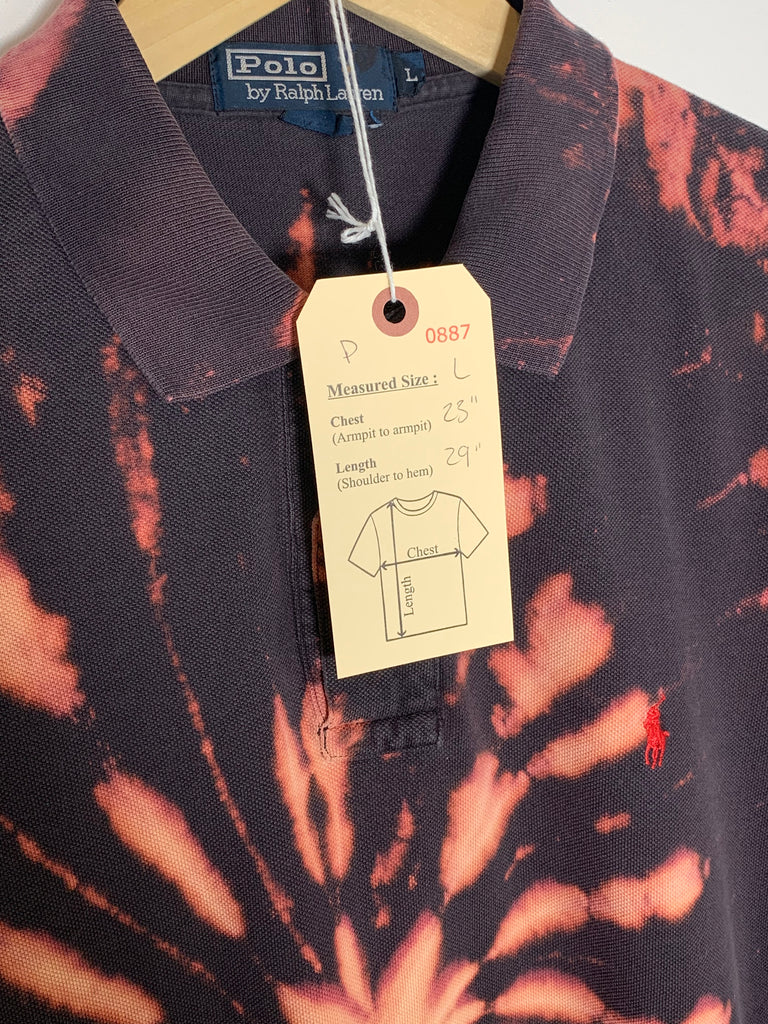 Polo
L
by Ralph Lauren
0887
P
Measured Size : L
Chest 23"
(Armpit to armpit)
Length 29"
(Shoulder to hem)
Chest
Length